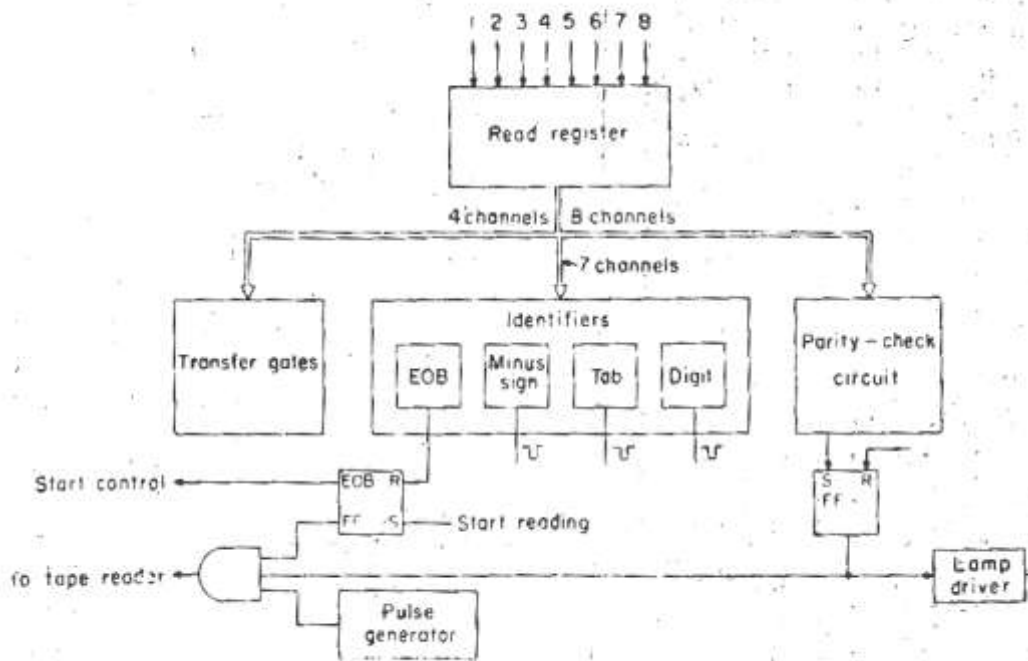 1 2 3 4 5 6 7 8
Read register
4 channels
8 channels
7 channels
Transfer gates
Identifiers
EOB
Minus
sign
Tab
Digit
Parity - check
circuit
Start control
EOB R
FF S
Start reading
S R
FF
To tape reader
Pulse
generator
Lamp
driver